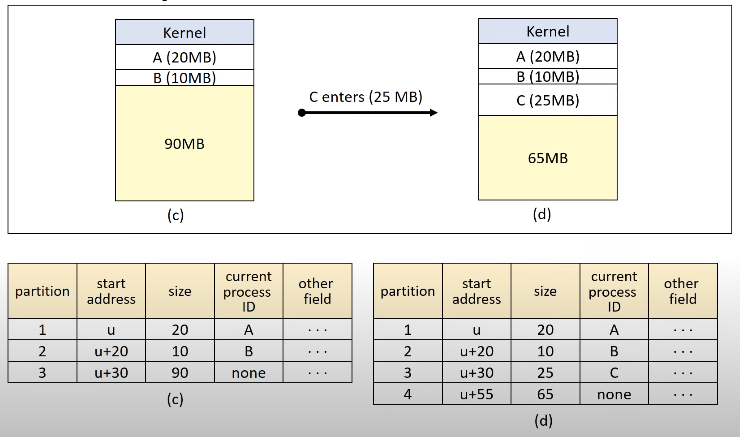 Kernel
A (20MB)
B (10MB)
90MB
(c)
C enters (25 MB)
Kernel
A (20MB)
B (10MB)
C (25MB)
65MB
(d)
partition start address size current process ID other field
1 u 20 A · · ·
2 u+20 10 B · · ·
3 u+30 90 none · · ·
(c)
partition start address size current process ID other field
1 u 20 A · · ·
2 u+20 10 B · · ·
3 u+30 25 C · · ·
4 u+55 65 none · · ·
(d)